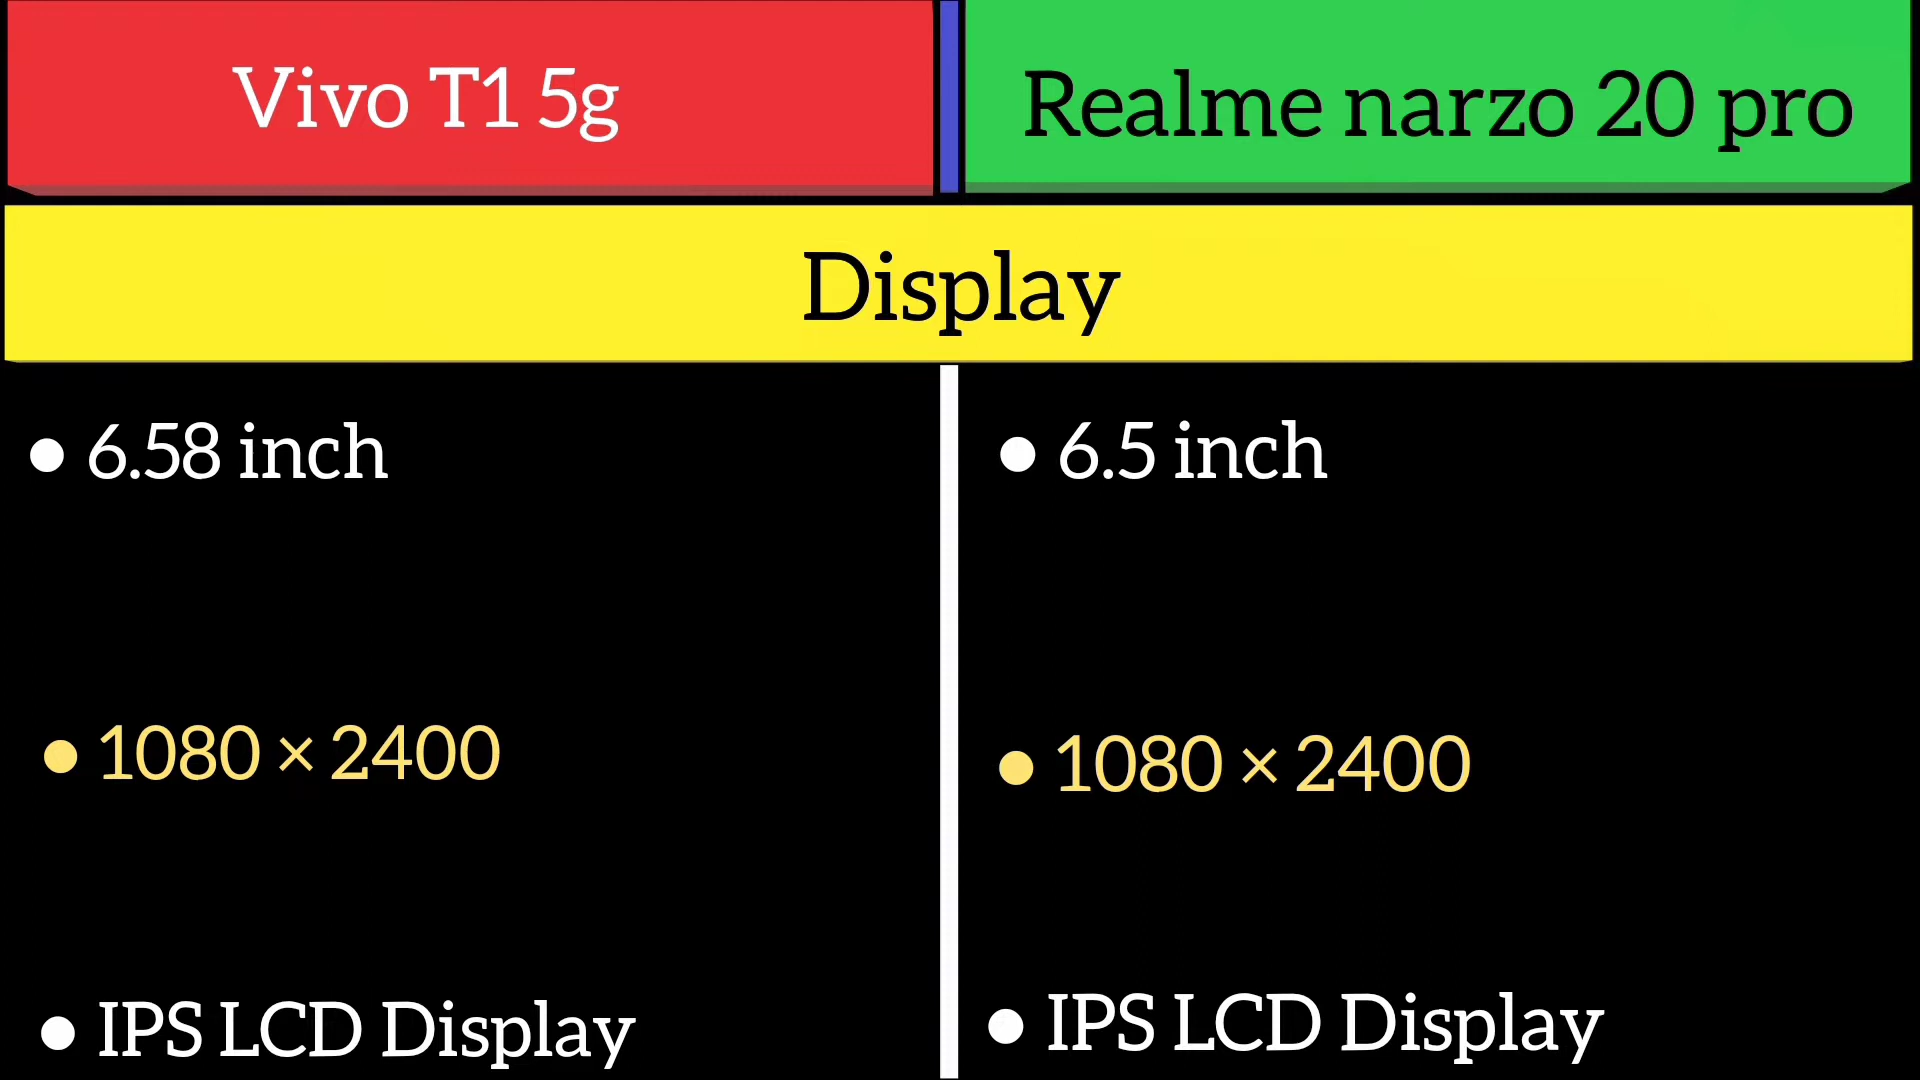 Vivo T1 5g
Realme narzo 20 pro
Display
● 6.58 inch
● 6.5 inch
● 1080 × 2400
● 1080 × 2400
● IPS LCD Display
● IPS LCD Display